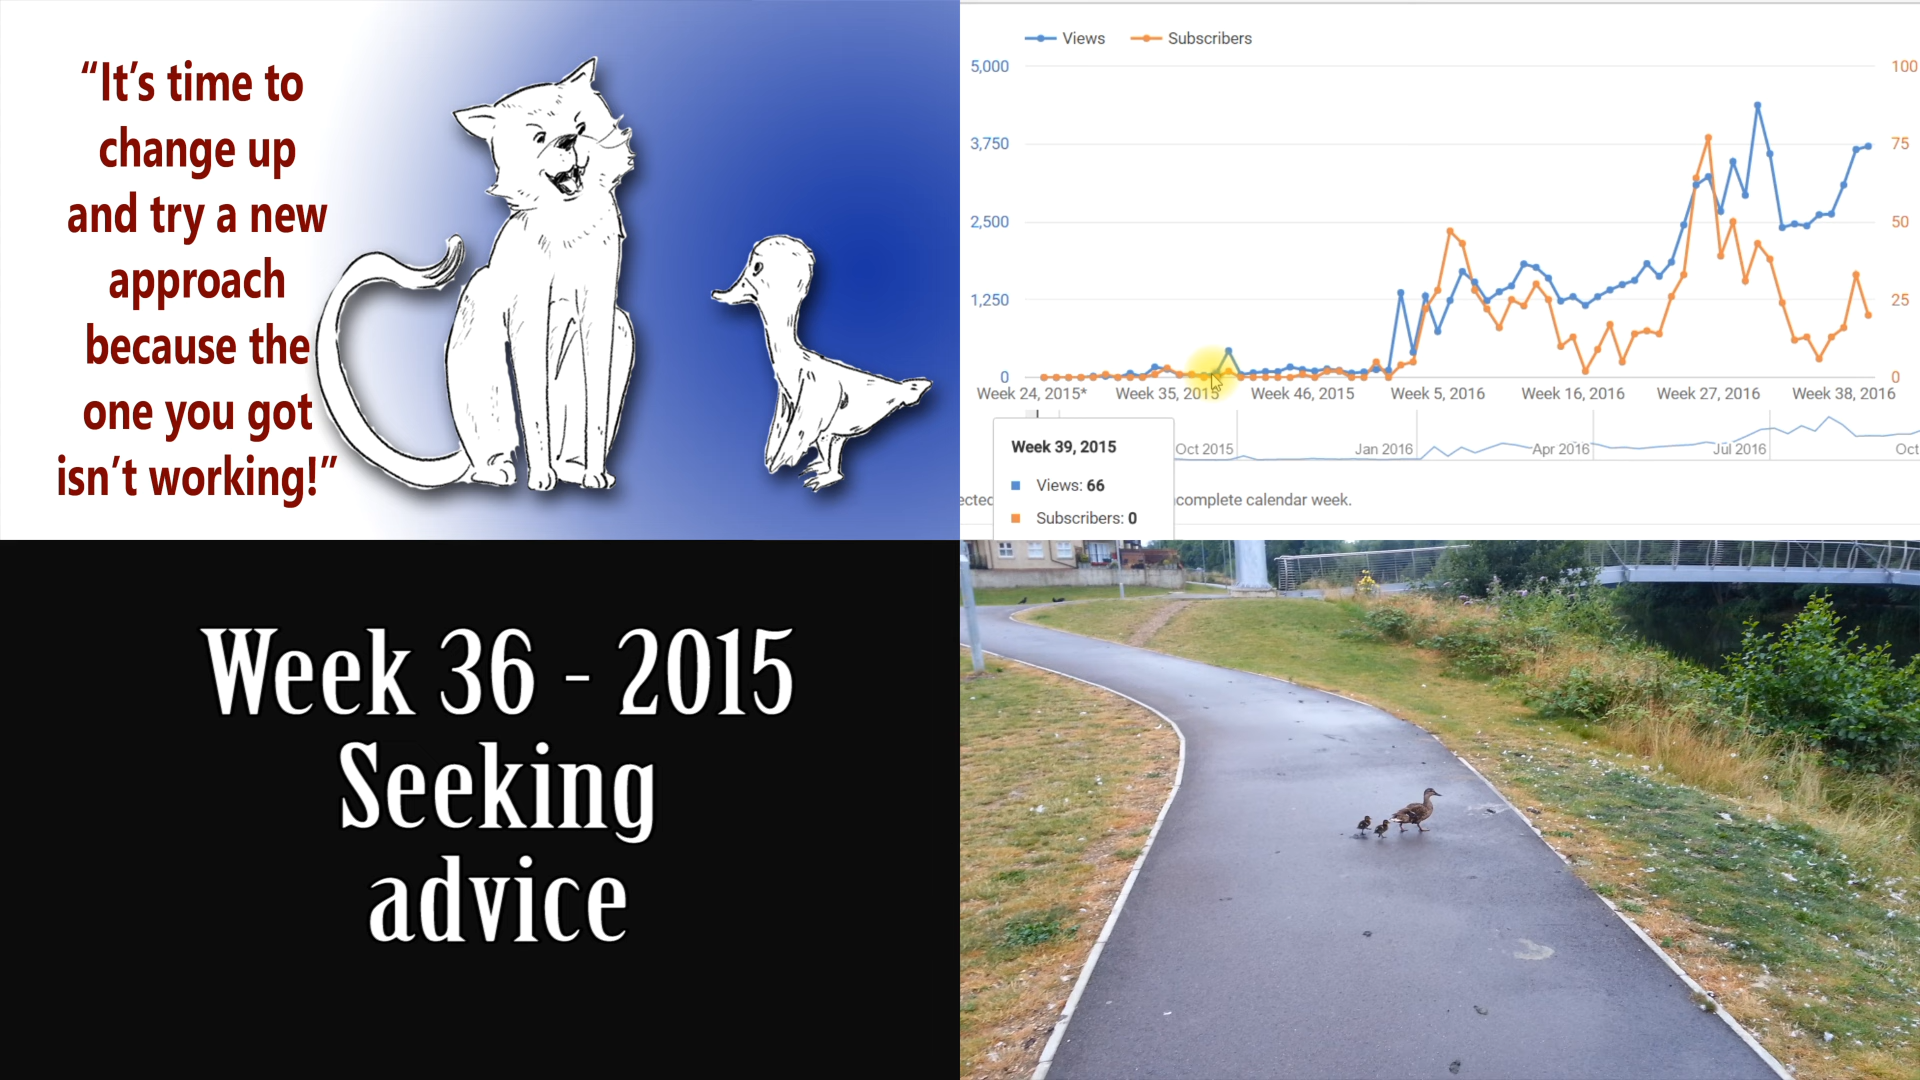 “It’s time to
change up
and try a new
approach
because the
one you got
isn’t working!”
Views Subscribers
5,000 100
3,750 75
2,500 50
1,250 25
0 0
Week 24, 2015* Week 35, 2015 Week 46, 2015 Week 5, 2016 Week 16, 2016 Week 27, 2016 Week 38, 2016
Oct 2015 Jan 2016 Apr 2016 Jul 2016 Oct
Week 39, 2015
Views: 66
complete calendar week.
Subscribers: 0
Week 36 - 2015
Seeking
advice